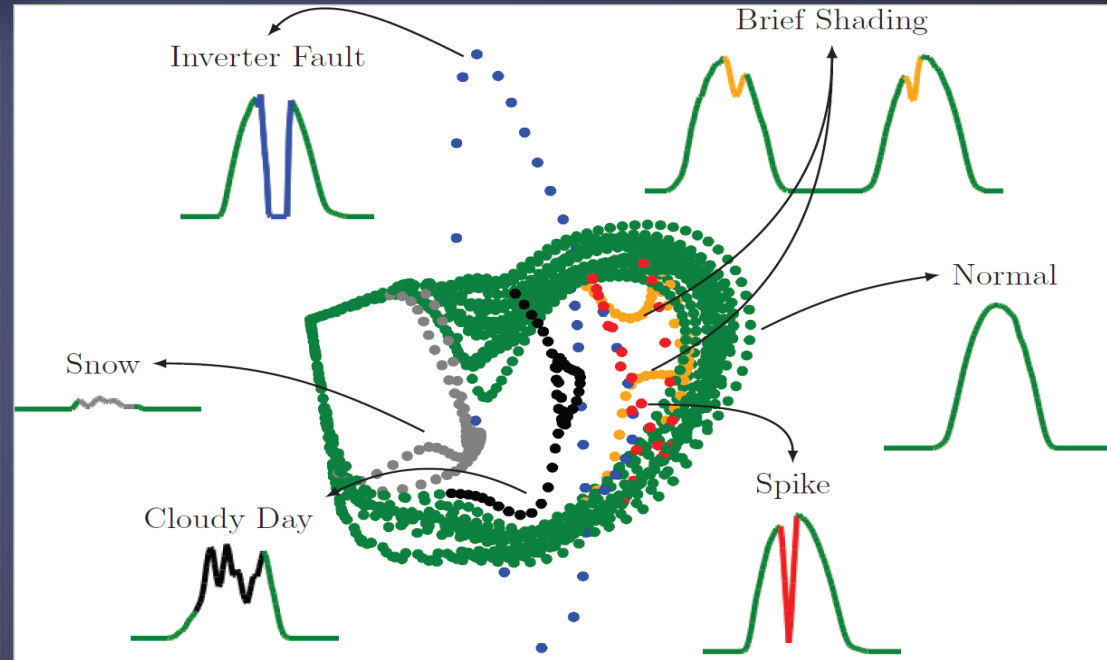 Brief Shading
Inverter Fault
Normal
Snow
Spike
Cloudy Day